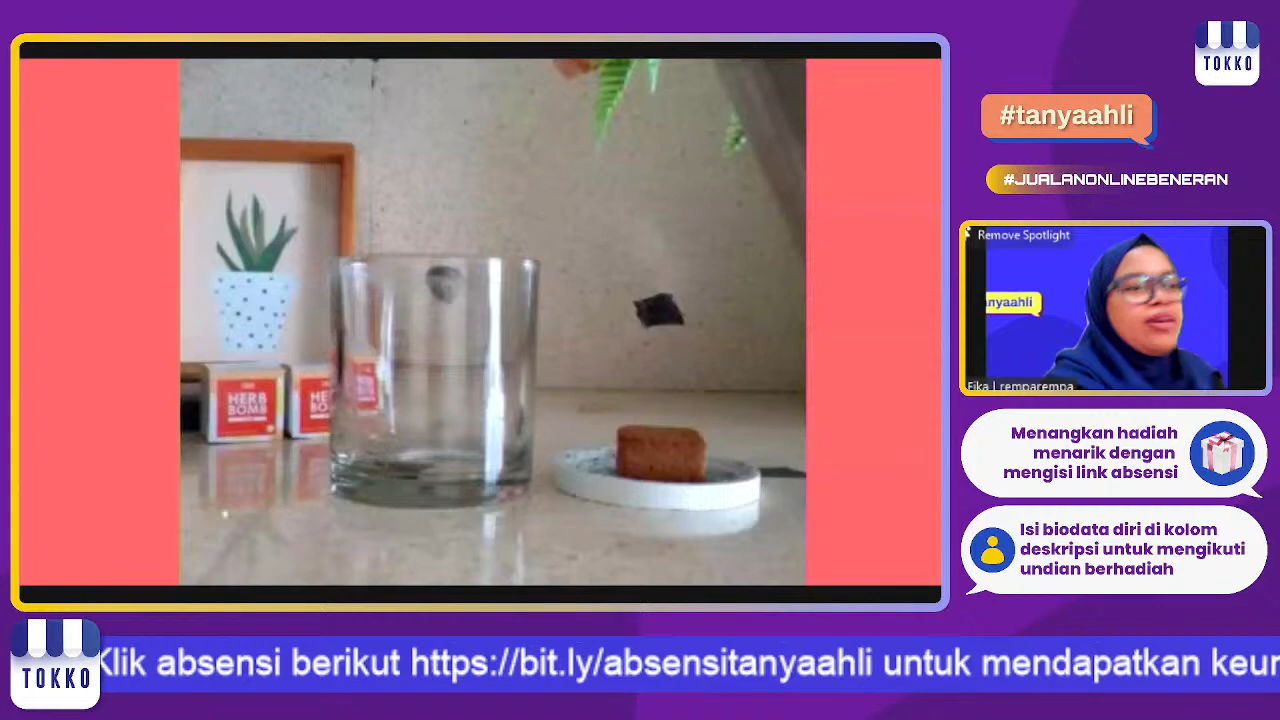 TOKKO
#tanyaahli
#JUALANONLINEBENERAN
Remove Spotlight
nyaahli
Fika | remparempa
HERB
BOMB
HERB
BO
Menangkan hadiah
menarik dengan
mengisi link absensi
Isi biodata diri di kolom
deskripsi untuk mengikuti
undian berhadiah
TOKKO
Klik absensi berikut https://bit.ly/absensitanyaahli untuk mendapatkan keun